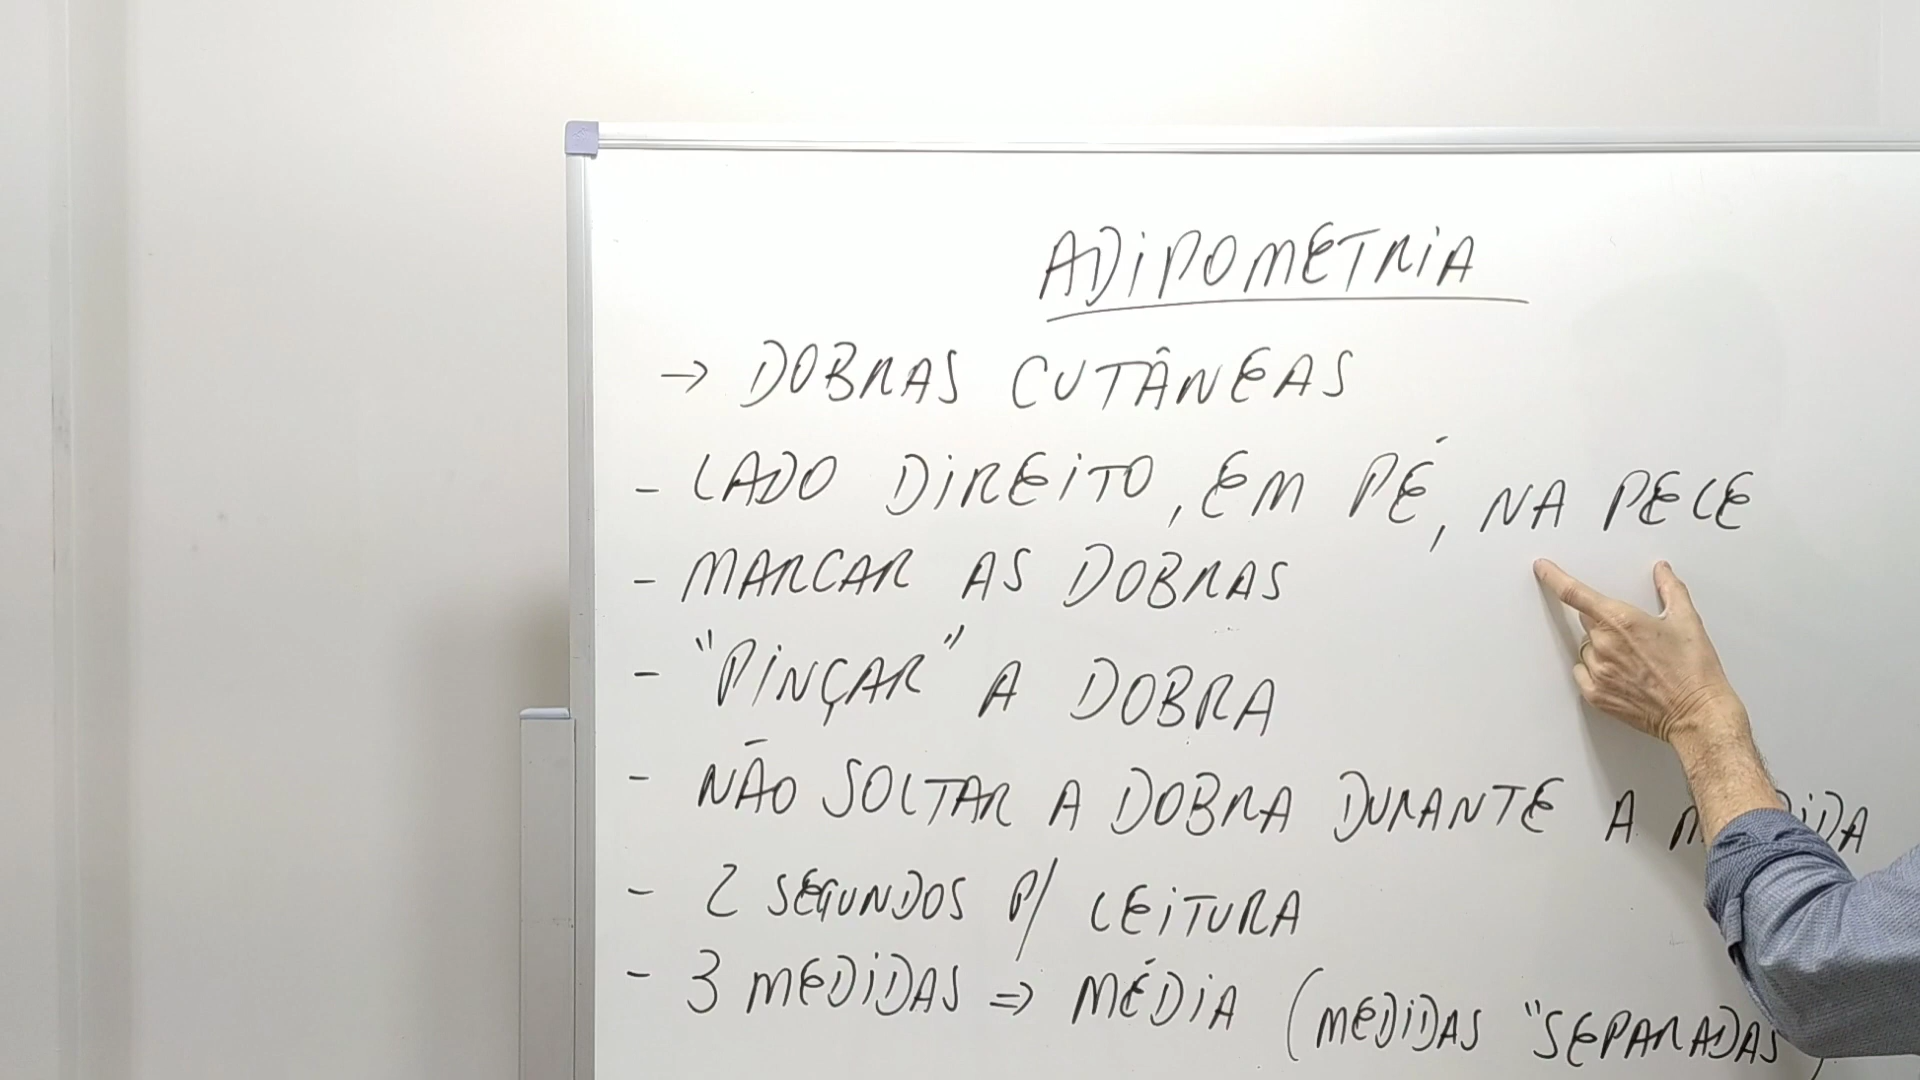 ADIPOMETRIA
→ DOBRAS CUTÂNEAS
- LADO DIREITO, EM PÉ, NA PELE
- MARCAR AS DOBRAS
- "PINÇAR" A DOBRA
- NÃO SOLTAR A DOBRA DURANTE A
- 2 SEGUNDOS P/ LEITURA
- 3 MEDIDAS => MÉDIA (MEDIDAS "SEPARADAS